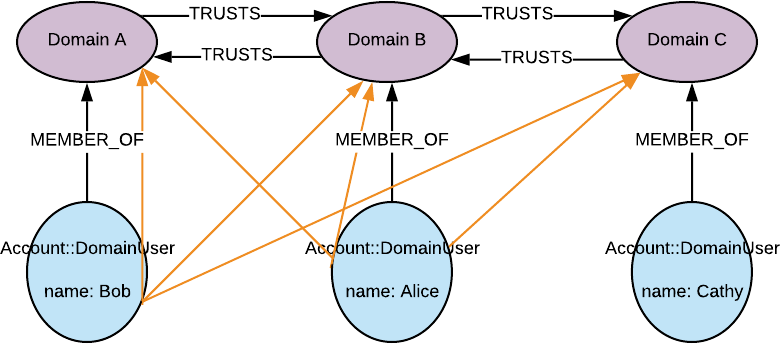 TRUSTS
TRUSTS
Domain A
Domain B
Domain C
TRUSTS
TRUSTS
MEMBER_OF
MEMBER_OF
MEMBER_OF
Account::DomainUser
name: Bob
Account::DomainUser
name: Alice
Account::DomainUser
name: Cathy